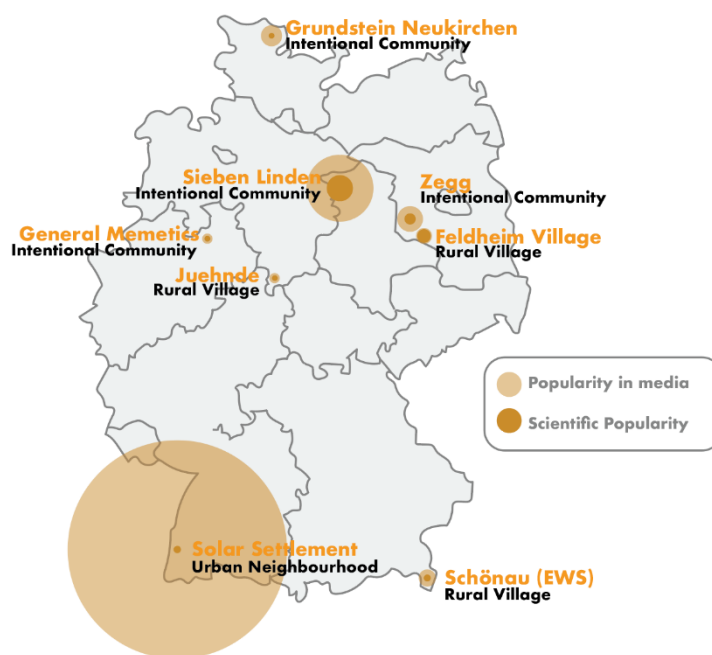 Grundstein Neukirchen
Intentional Community
Sieben Linden
Intentional Community
Zegg
Intentional Community
General Memetics
Intentional Community
Feldheim Village
Rural Village
Juehnde
Rural Village
Popularity in media
Scientific Popularity
Solar Settlement
Urban Neighbourhood
Schönau (EWS)
Rural Village